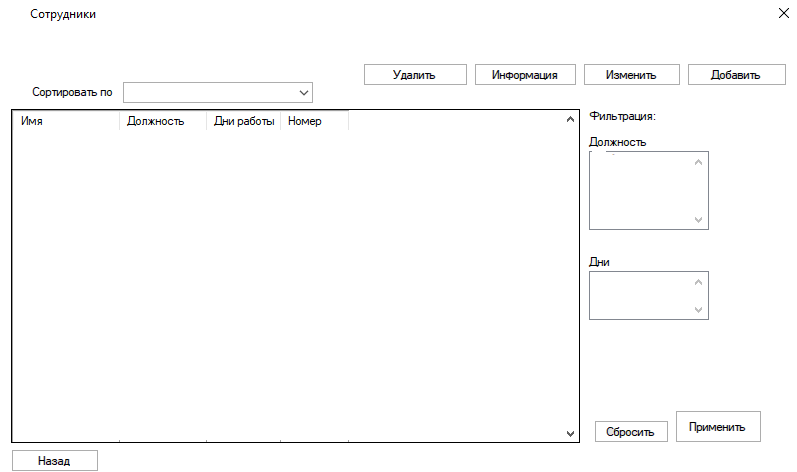 Сотрудники
Удалить Информация Изменить Добавить
Сортировать по
Имя Должность Дни работы Номер
Фильтрация:
Должность
Дни
Сбросить Применить
Назад